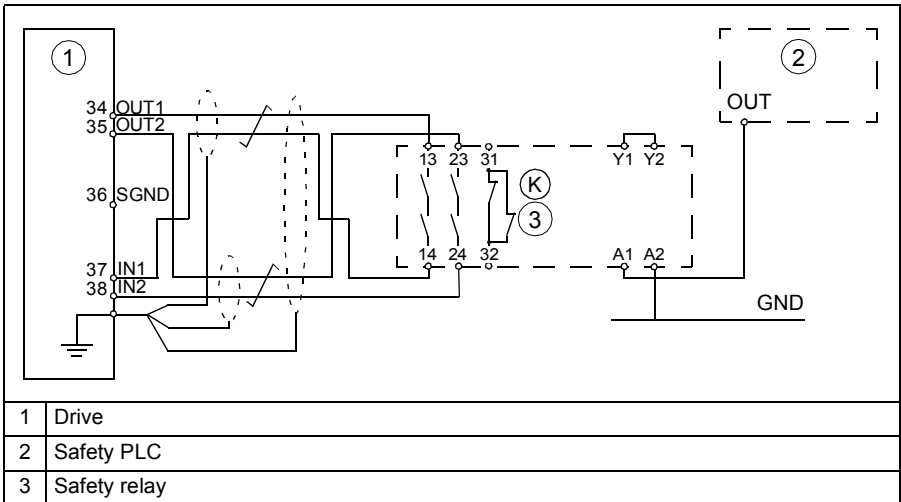 1
2
OUT
34 OUT1
35 OUT2
13 23 31
Y1 Y2
K
3
36 SGND
14 24 32
A1 A2
37 IN1
38 IN2
GND
1 Drive
2 Safety PLC
3 Safety relay